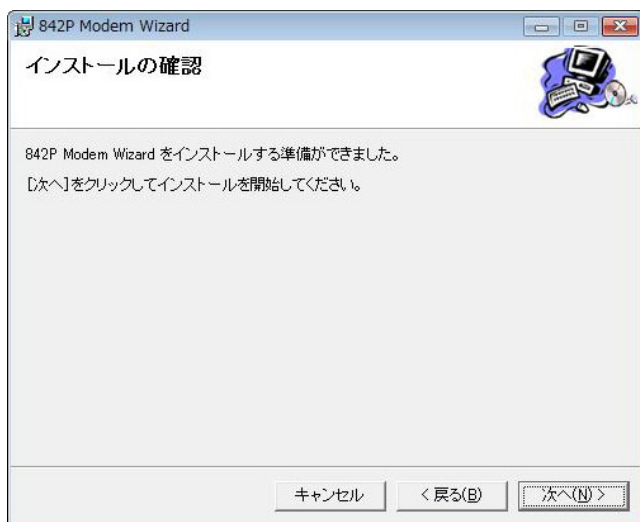 842P Modem Wizard
インストールの確認
842P Modem Wizard をインストールする準備ができました。
[次へ]をクリックしてインストールを開始してください。
キャンセル
< 戻る(B)
次へ(N) >